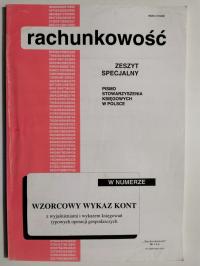 rachunkowość
ZESZYT
SPECJALNY
PISMO
STOWARZYSZENIA
KSIĘGOWYCH
W POLSCE
W NUMERZE
WZORCOWY WYKAZ KONT
z wyjaśnieniami i wykazem księgowań
typowych operacji gospodarczych